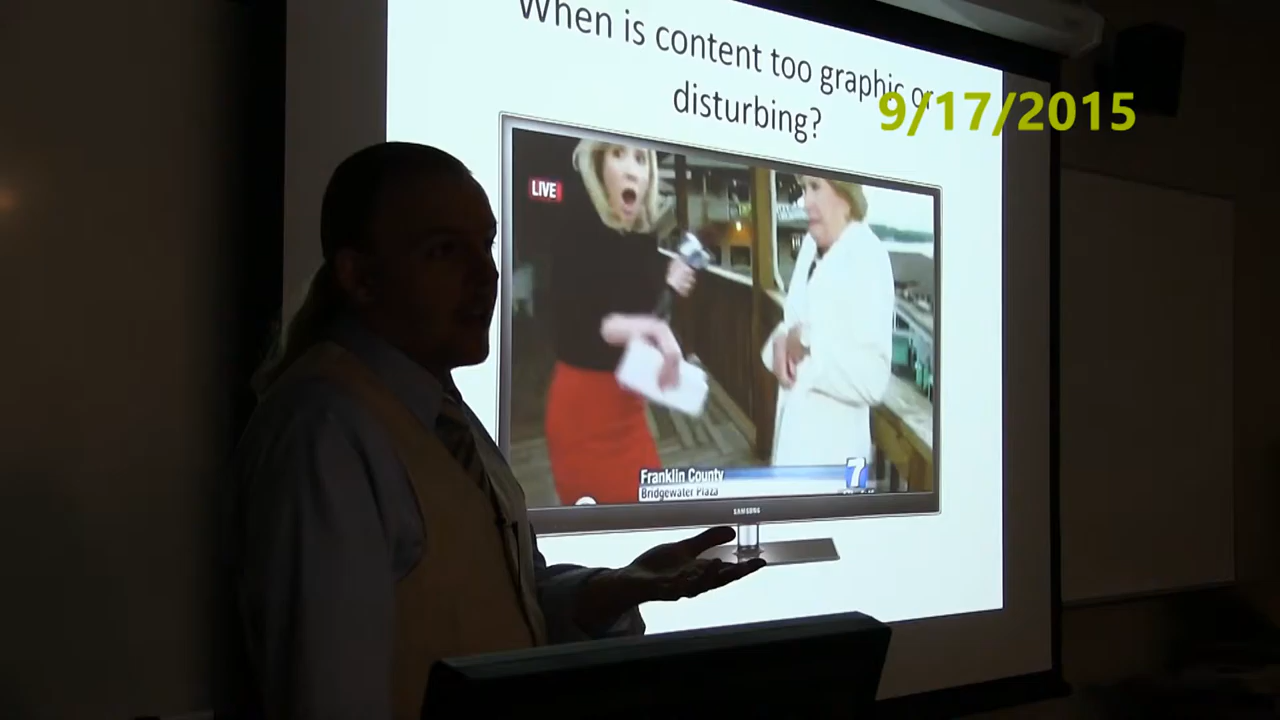 When is content too graphic or
disturbing?
9/17/2015
LIVE
Franklin County
Bridgewater Plaza
7
SAMSUNG